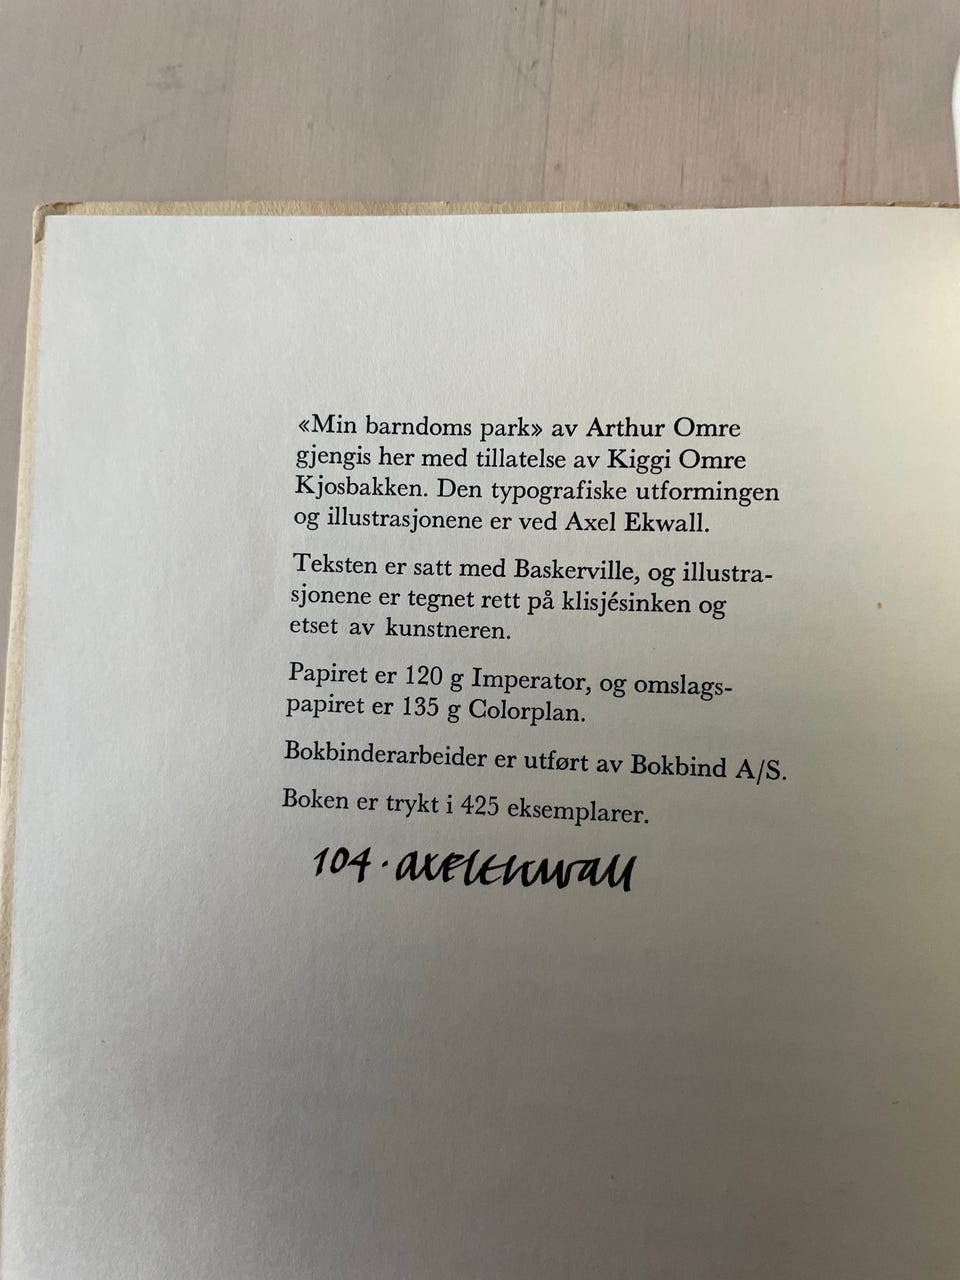 «Min barndoms park» av Arthur Omre
gjengis her med tillatelse av Kiggi Omre
Kjosbakken. Den typografiske utformingen
og illustrasjonene er ved Axel Ekwall.
Teksten er satt med Baskerville, og illustra-
sjonene er tegnet rett på klisjésinken og
etset av kunstneren.
Papiret er 120 g Imperator, og omslags-
papiret er 135 g Colorplan.
Bokbinderarbeider er utført av Bokbind A/S.
Boken er trykt i 425 eksemplarer.
104 · axel ekwall